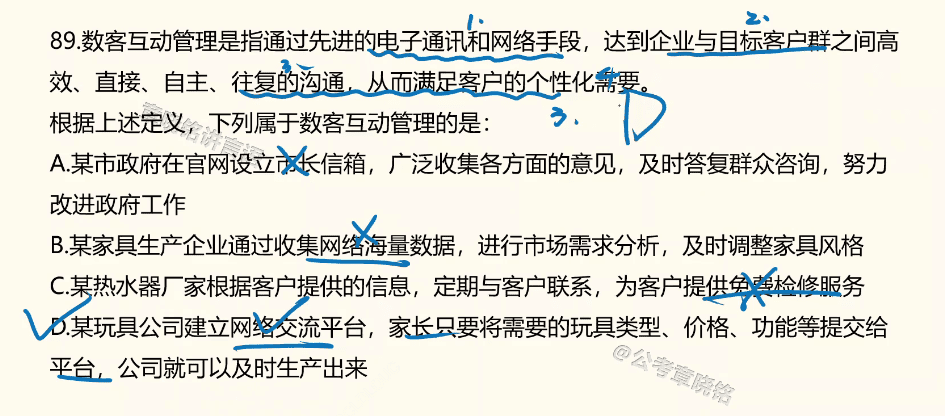 1.
2.
89.数客互动管理是指通过先进的电子通讯和网络手段，达到企业与目标客户群之间高
3.
4
效、直接、自主、往复的沟通，从而满足客户的个性化需要。
3.
D
根据上述定义，下列属于数客互动管理的是：
A.某市政府在官网设立市长信箱，广泛收集各方面的意见，及时答复群众咨询，努力
改进政府工作
B.某家具生产企业通过收集网络海量数据，进行市场需求分析，及时调整家具风格
C.某热水器厂家根据客户提供的信息，定期与客户联系，为客户提供免费检修服务
D.某玩具公司建立网络交流平台，家长只要将需要的玩具类型、价格、功能等提交给
平台，公司就可以及时生产出来
@公考章晓铭